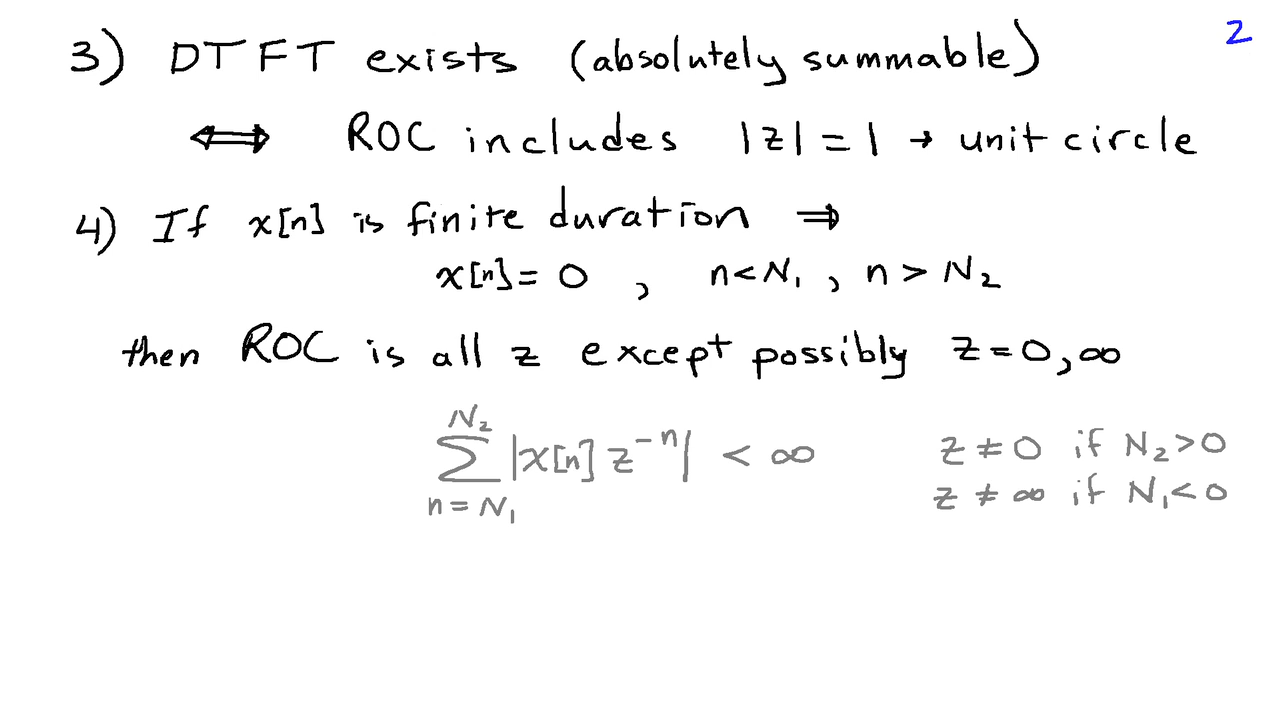 2
3) DTFT exists (absolutely summable)
⟺ ROC includes |z| = 1 → unit circle
4) If x[n] is finite duration ⇒
x[n] = 0 , n < N₁ , n > N₂
then ROC is all z except possibly z = 0, ∞
∑_{n=N₁}^{N₂} |x[n] z⁻ⁿ| < ∞ z ≠ 0 if N₂ > 0
z ≠ ∞ if N₁ < 0